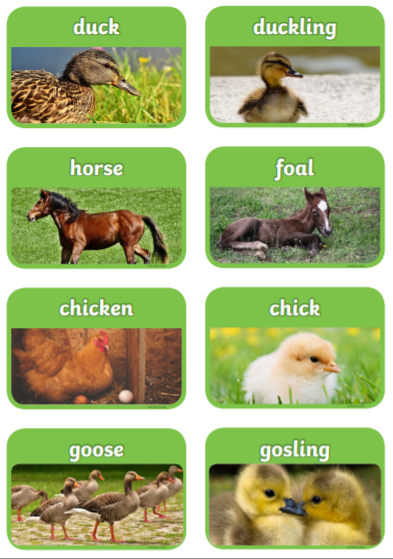 duck
duckling
horse
foal
chicken
chick
goose
gosling